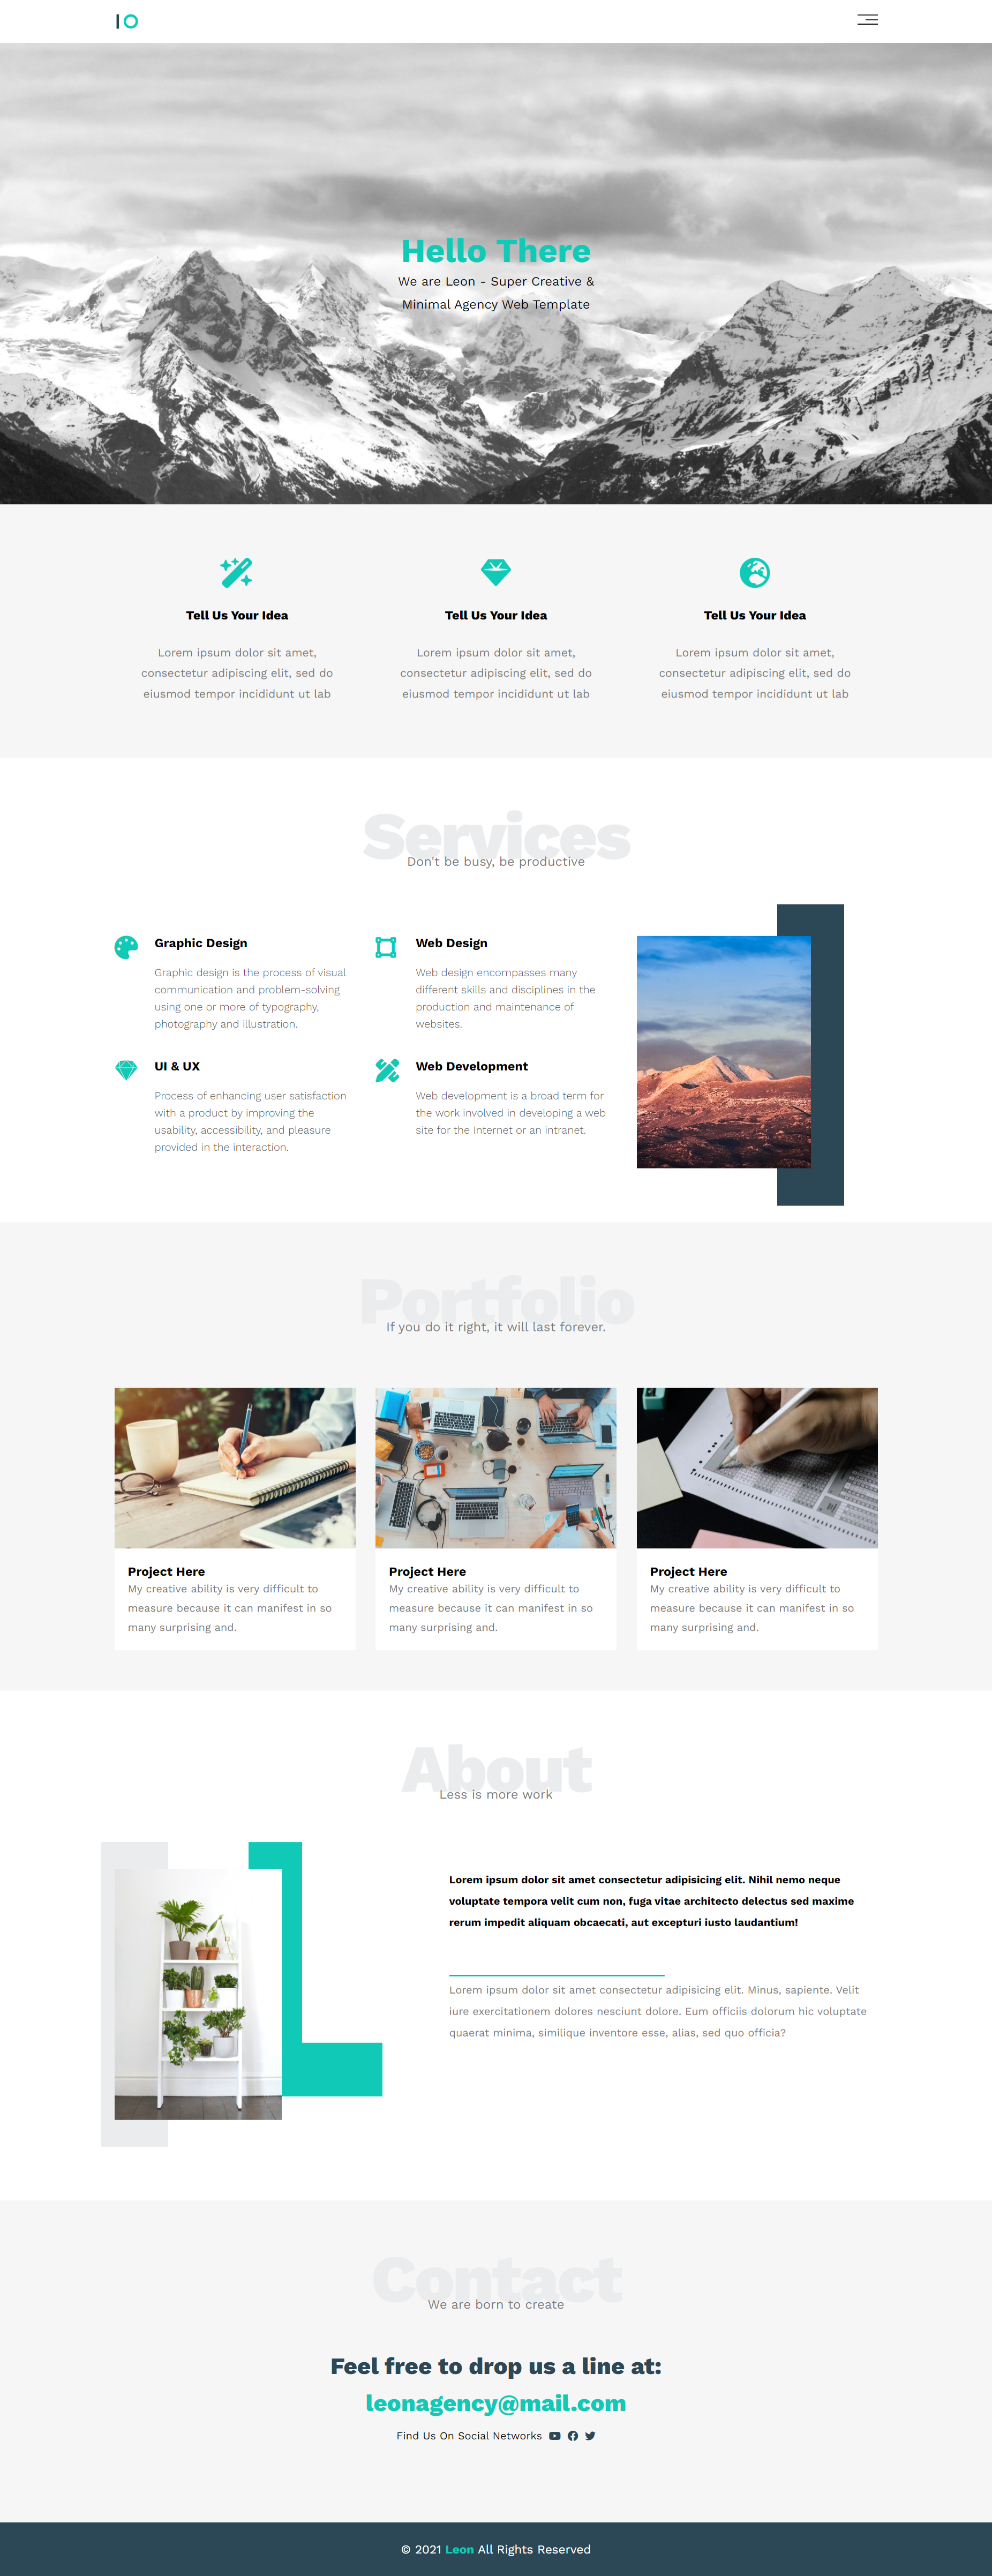 Hello There
We are Leon - Super Creative &
Minimal Agency Web Template
Tell Us Your Idea
Lorem ipsum dolor sit amet,
consectetur adipiscing elit, sed do
eiusmod tempor incididunt ut lab
Tell Us Your Idea
Lorem ipsum dolor sit amet,
consectetur adipiscing elit, sed do
eiusmod tempor incididunt ut lab
Tell Us Your Idea
Lorem ipsum dolor sit amet,
consectetur adipiscing elit, sed do
eiusmod tempor incididunt ut lab
Services
Don't be busy, be productive
Graphic Design
Graphic design is the process of visual
communication and problem-solving
using one or more of typography,
photography and illustration.
Web Design
Web design encompasses many
different skills and disciplines in the
production and maintenance of
websites.
UI & UX
Process of enhancing user satisfaction
with a product by improving the
usability, accessibility, and pleasure
provided in the interaction.
Web Development
Web development is a broad term for
the work involved in developing a web
site for the Internet or an intranet.
Portfolio
If you do it right, it will last forever.
Project Here
My creative ability is very difficult to
measure because it can manifest in so
many surprising and.
Project Here
My creative ability is very difficult to
measure because it can manifest in so
many surprising and.
Project Here
My creative ability is very difficult to
measure because it can manifest in so
many surprising and.
About
Less is more work
Lorem ipsum dolor sit amet consectetur adipisicing elit. Nihil nemo neque
voluptate tempora velit cum non, fuga vitae architecto delectus sed maxime
rerum impedit aliquam obcaecati, aut excepturi iusto laudantium!
Lorem ipsum dolor sit amet consectetur adipisicing elit. Minus, sapiente. Velit
iure exercitationem dolores nesciunt dolore. Eum officiis dolorum hic voluptate
quaerat minima, similique inventore esse, alias, sed quo officia?
Contact
We are born to create
Feel free to drop us a line at:
leonagency@mail.com
Find Us On Social Networks
© 2021 Leon All Rights Reserved